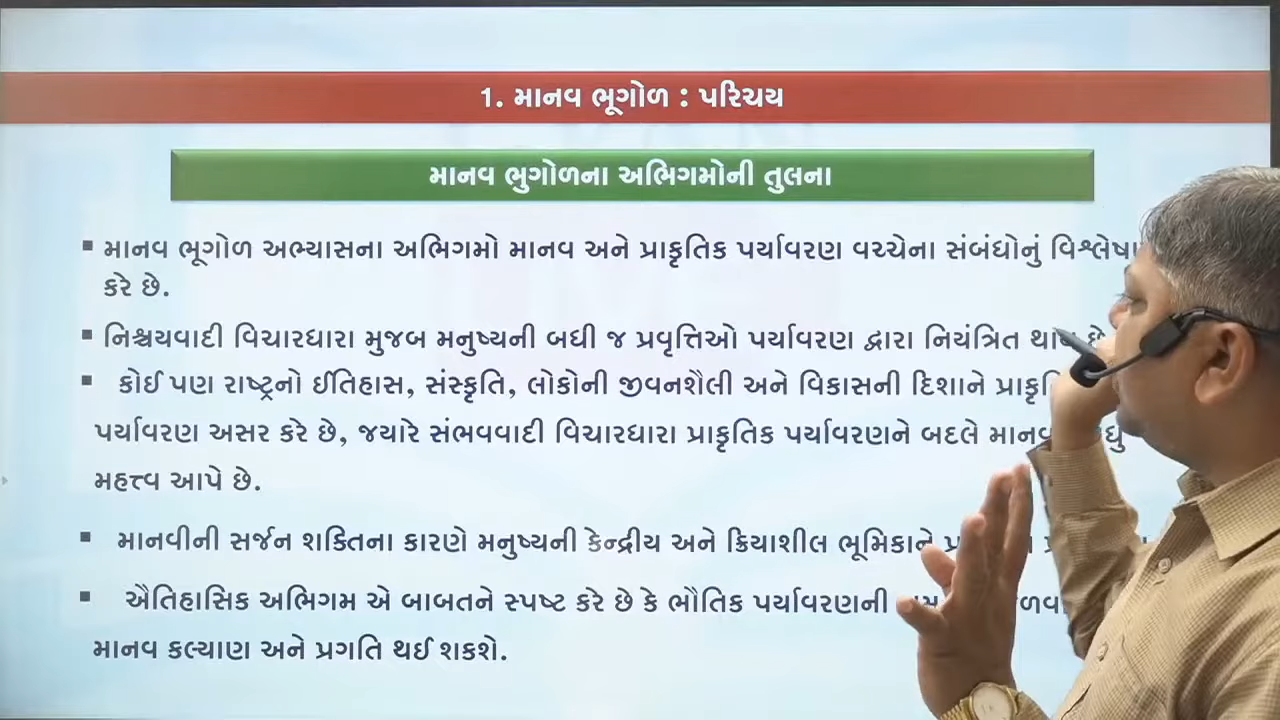 1. માનવ ભૂગોળ : પરિચય
માનવ ભુગોળના અભિગમોની તુલના
▪ માનવ ભૂગોળ અભ્યાસના અભિગમો માનવ અને પ્રાકૃતિક પર્યાવરણ વચ્ચેના સંબંધોનું
કરે છે.
▪ નિશ્ચયવાદી વિચારધારા મુજબ મનુષ્યની બધી જ પ્રવૃત્તિઓ પર્યાવરણ દ્વારા નિયંત્રિત
▪ કોઈ પણ રાષ્ટ્રનો ઈતિહાસ, સંસ્કૃતિ, લોકોની જીવનશૈલી અને વિકાસની દિશાને
પર્યાવરણ અસર કરે છે, જયારે સંભવવાદી વિચારધારા પ્રાકૃતિક પર્યાવરણને બદલે
મહત્ત્વ આપે છે.
▪ માનવીની સર્જન શક્તિના કારણે મનુષ્યની કેન્દ્રીય અને ક્રિયાશીલ ભૂમિકાને
▪ ઐતિહાસિક અભિગમ એ બાબતને સ્પષ્ટ કરે છે કે ભૌતિક પર્યાવરણની
માનવ કલ્યાણ અને પ્રગતિ થઈ શકશે.